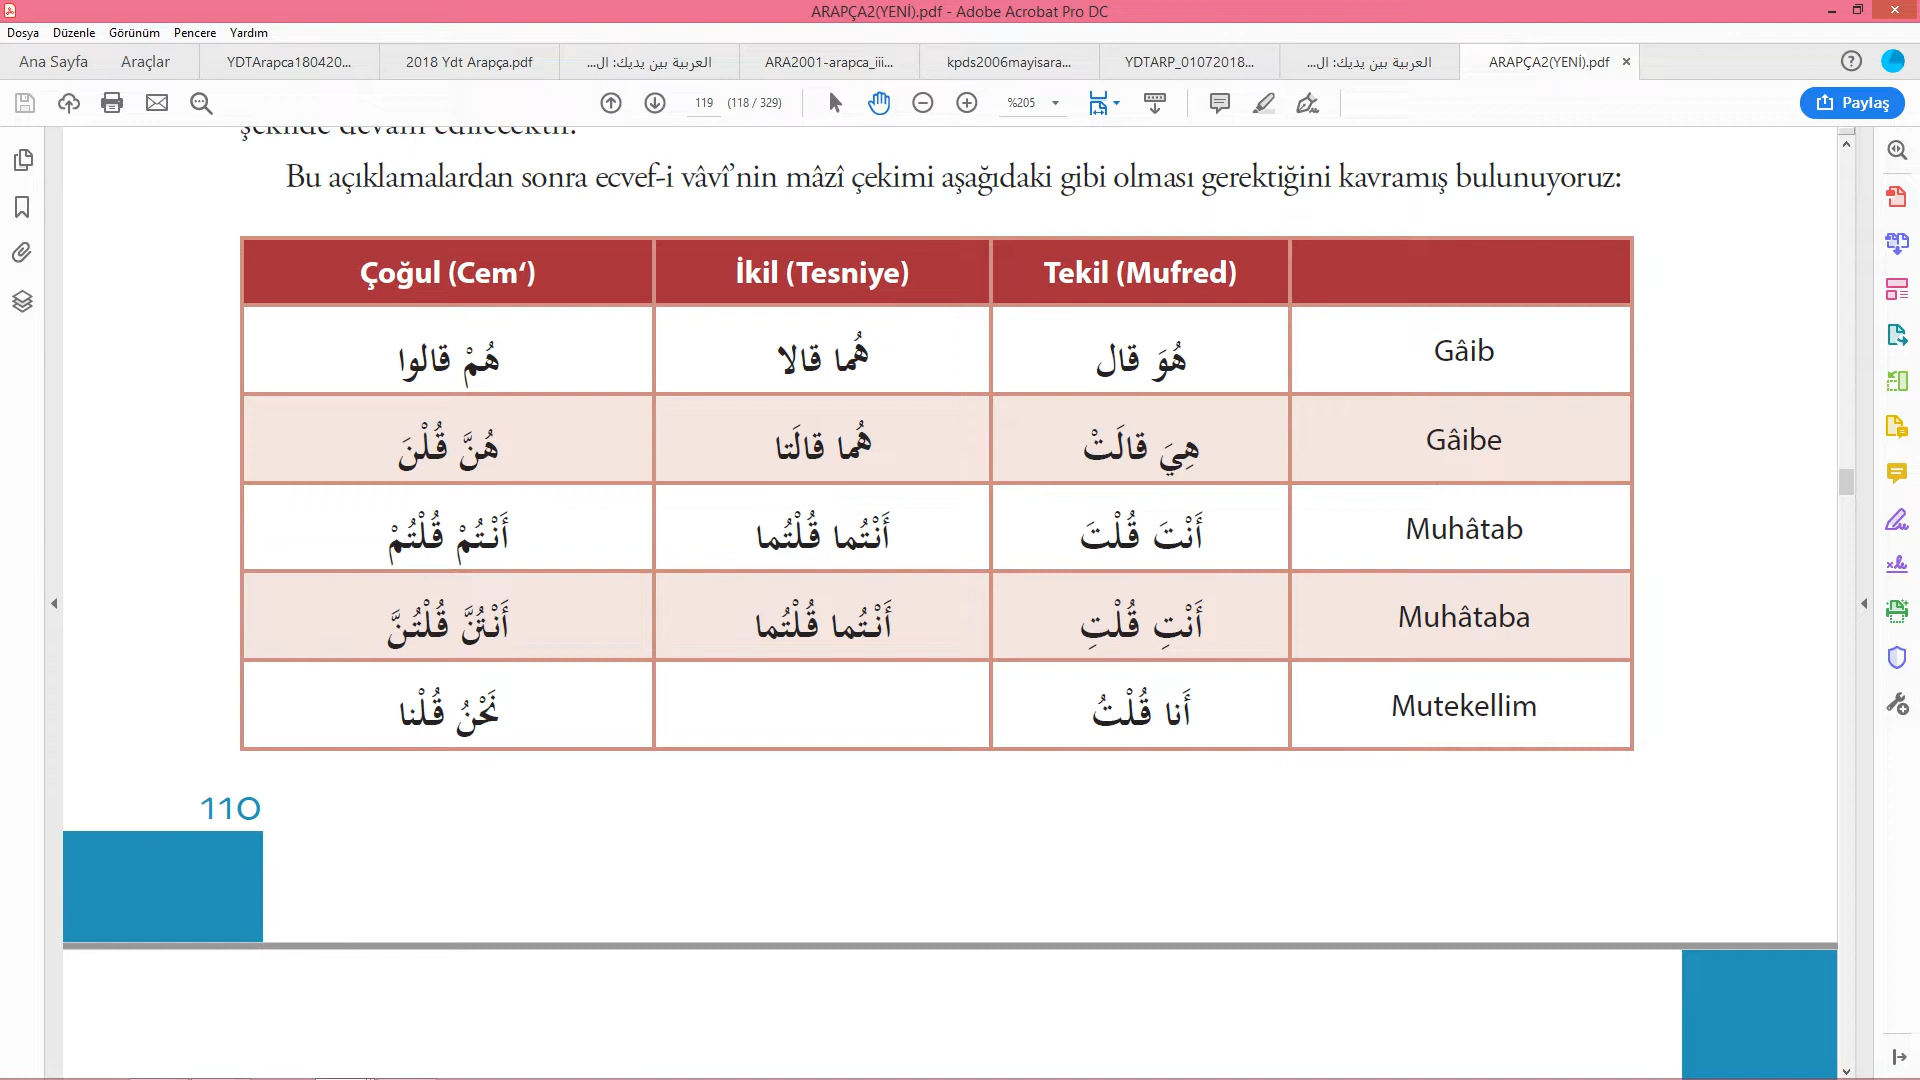 ARAPÇA2(YENİ).pdf - Adobe Acrobat Pro DC
Dosya Düzenle Görünüm Pencere Yardım
Ana Sayfa Araçlar YDTArapca180420... 2018 Ydt Arapça.pdf العربية بين يديك: ال... ARA2001-arapca_iii... kpds2006mayisara... YDTARP_01072018... العربية بين يديك: ال... ARAPÇA2(YENİ).pdf
119 (118 / 329) %205 Paylaş
şekilde devam edilecektir.
Bu açıklamalardan sonra ecvef-i vâvî’nin mâzî çekimi aşağıdaki gibi olması gerektiğini kavramış bulunuyoruz:
Çoğul (Cem‘) İkil (Tesniye) Tekil (Mufred)
هُمْ قالوا هُما قالا هُوَ قال Gâib
هُنَّ قُلْنَ هُما قالَتا هِيَ قالَتْ Gâibe
أَنْتُمْ قُلْتُمْ أَنْتُما قُلْتُما أَنْتَ قُلْتَ Muhâtab
أَنْتُنَّ قُلْتُنَّ أَنْتُما قُلْتُما أَنْتِ قُلْتِ Muhâtaba
نَحْنُ قُلْنا أَنا قُلْتُ Mutekellim
110